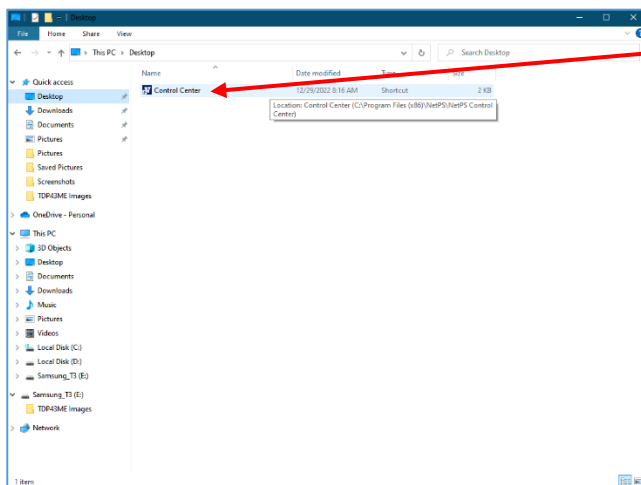 Desktop
File Home Share View
This PC > Desktop
Search Desktop
Name Date modified Type Size
Quick access
Control Center 12/29/2022 8:16 AM Shortcut 2 KB
Location: Control Center (C:\Program Files (x86)\NetPS\NetPS Control
Center)
Desktop
Downloads
Documents
Pictures
Pictures
Saved Pictures
Screenshots
TDP43ME Images
OneDrive - Personal
This PC
3D Objects
Desktop
Documents
Downloads
Music
Pictures
Videos
Local Disk (C:)
Local Disk (D:)
Samsung_T3 (E:)
Samsung_T3 (E:)
TDP43ME Images
Network
1 item